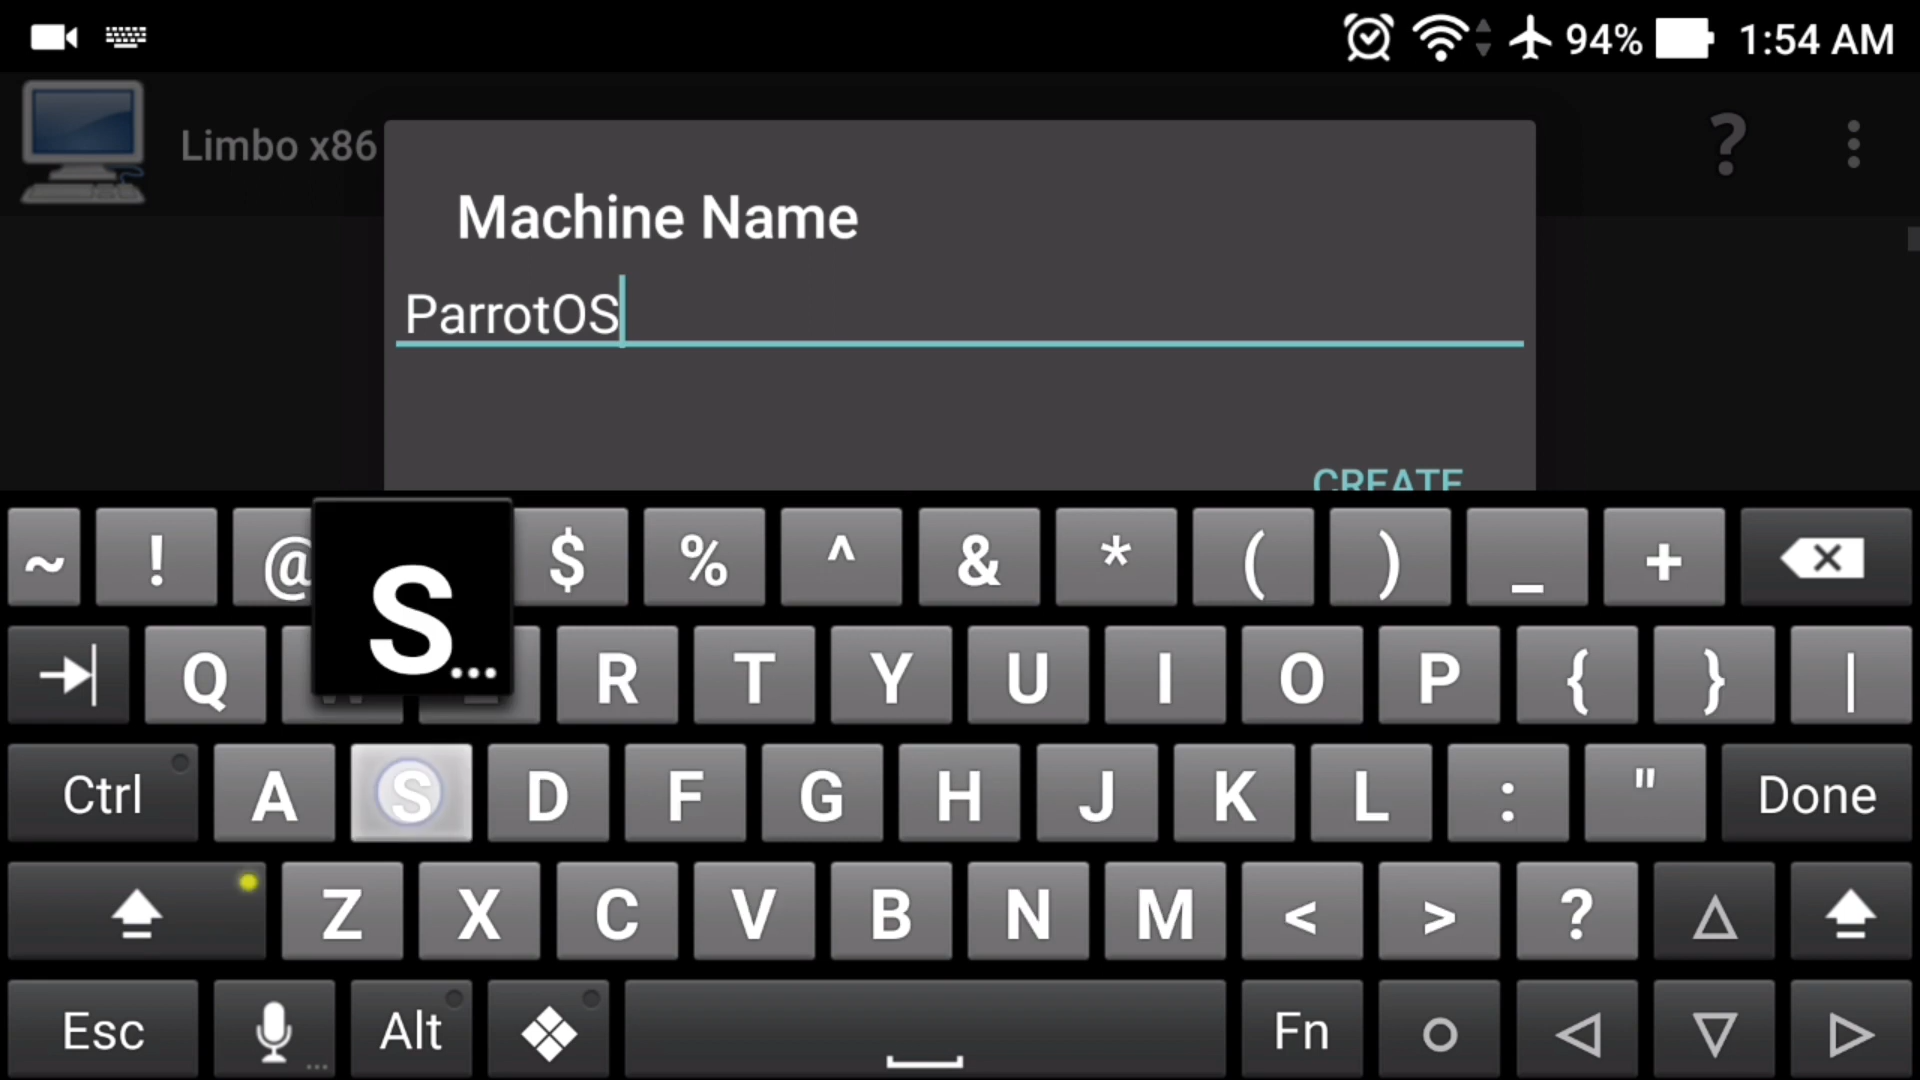 94% 1:54 AM
Limbo x86
Machine Name
ParrotOS
CREATE
~ ! @ $ % ^ & * ( ) _ +
S...
Q R T Y U I O P { } |
Ctrl A S D F G H J K L : " Done
Z X C V B N M < > ?
Esc ... Alt Fn